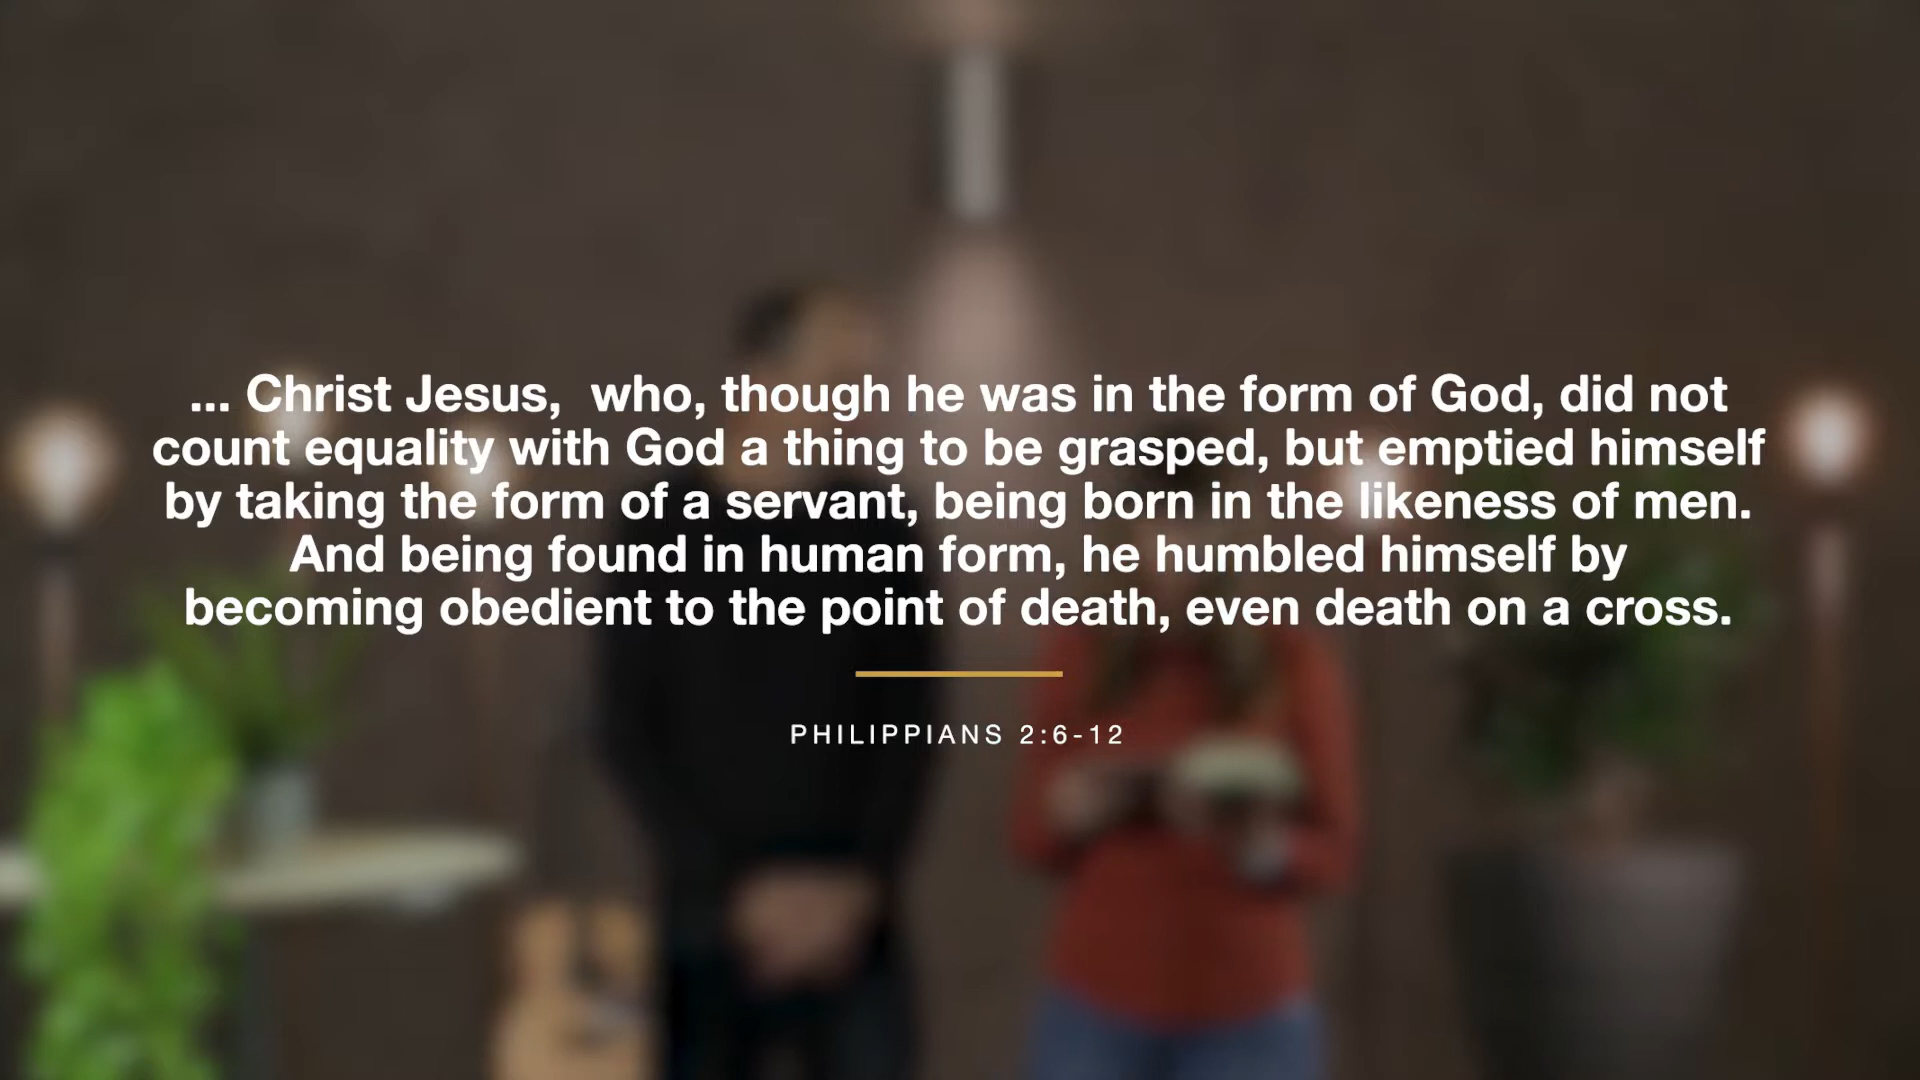 ... Christ Jesus,  who, though he was in the form of God, did not
count equality with God a thing to be grasped, but emptied himself
by taking the form of a servant, being born in the likeness of men.
And being found in human form, he humbled himself by
becoming obedient to the point of death, even death on a cross.
PHILIPPIANS 2:6-12